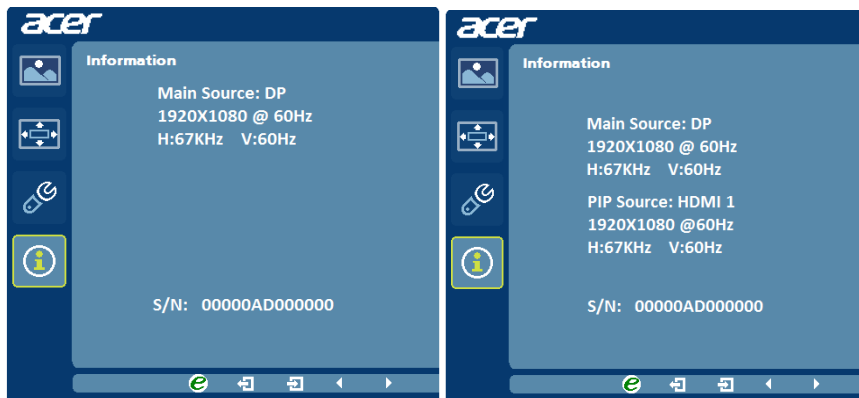 acer
Information
Main Source: DP
1920X1080 @ 60Hz
H:67KHz V:60Hz
S/N: 00000AD000000
acer
Information
Main Source: DP
1920X1080 @ 60Hz
H:67KHz V:60Hz
PIP Source: HDMI 1
1920X1080 @60Hz
H:67KHz V:60Hz
S/N: 00000AD000000